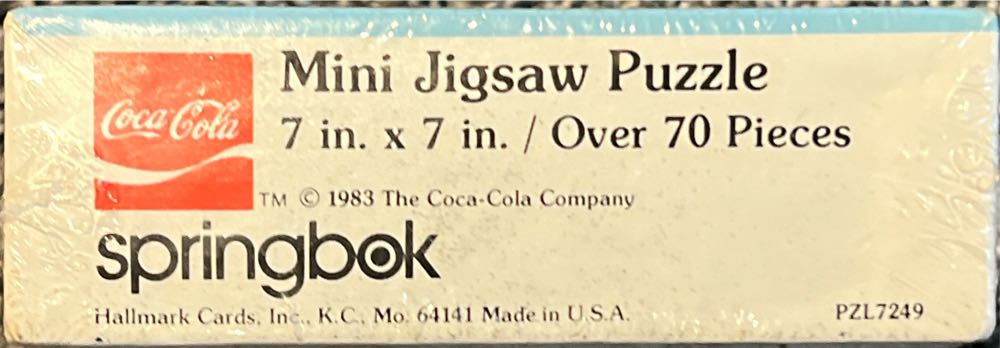 Mini Jigsaw Puzzle
Coca-Cola
7 in. x 7 in. / Over 70 Pieces
TM © 1983 The Coca-Cola Company
springbok
Hallmark Cards, Inc., K.C., Mo. 64141 Made in U.S.A.
PZL7249